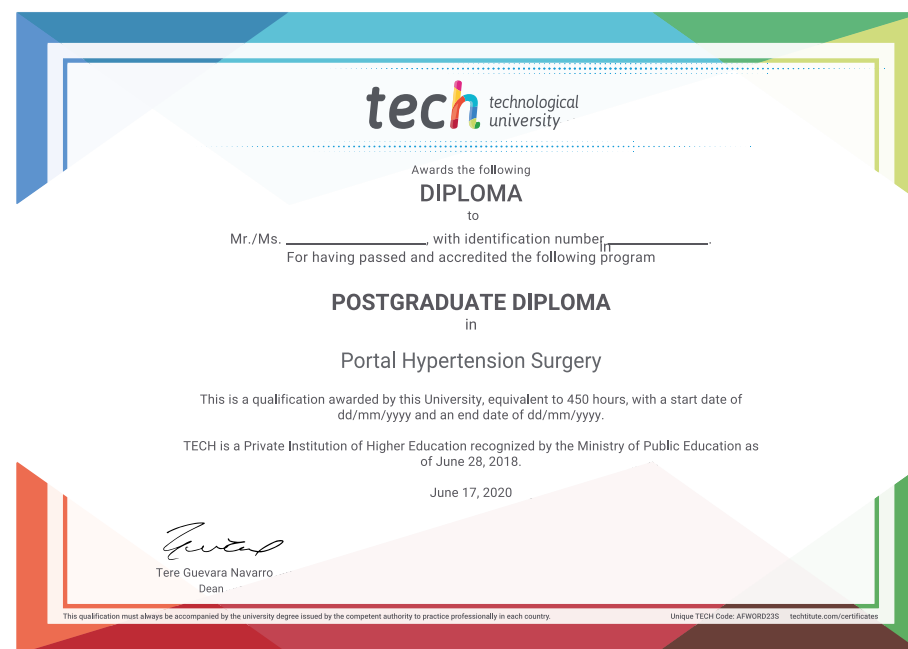 tech technological
university
Awards the following
DIPLOMA
to
Mr./Ms. ____________, with identification number ____________.
In
For having passed and accredited the following program
POSTGRADUATE DIPLOMA
in
Portal Hypertension Surgery
This is a qualification awarded by this University, equivalent to 450 hours, with a start date of
dd/mm/yyyy and an end date of dd/mm/yyyy.
TECH is a Private Institution of Higher Education recognized by the Ministry of Public Education as
of June 28, 2018.
June 17, 2020
Tere Guevara Navarro
Dean
This qualification must always be accompanied by the university degree issued by the competent authority to practice professionally in each country.
Unique TECH Code: AFWORD23S techtitute.com/certificates